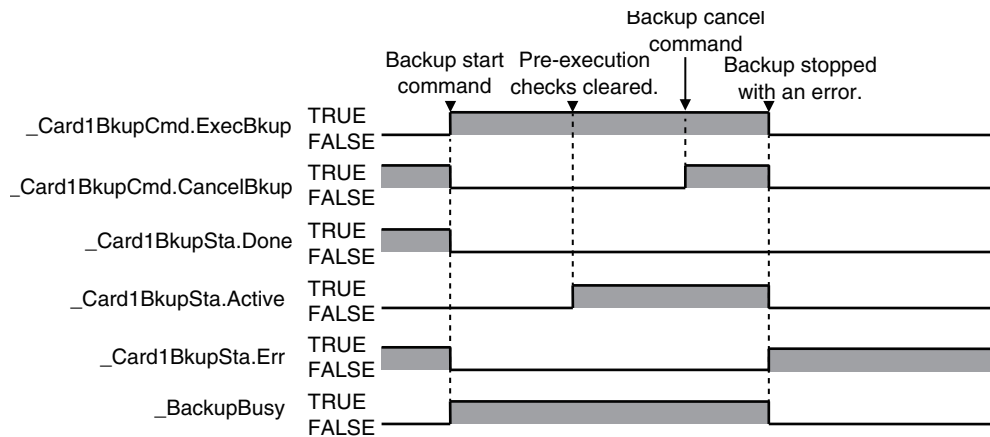 Backup cancel
command
Backup start
command
Pre-execution
checks cleared.
Backup stopped
with an error.
_Card1BkupCmd.ExecBkup
TRUE
FALSE
_Card1BkupCmd.CancelBkup
TRUE
FALSE
_Card1BkupSta.Done
TRUE
FALSE
_Card1BkupSta.Active
TRUE
FALSE
_Card1BkupSta.Err
TRUE
FALSE
_BackupBusy
TRUE
FALSE